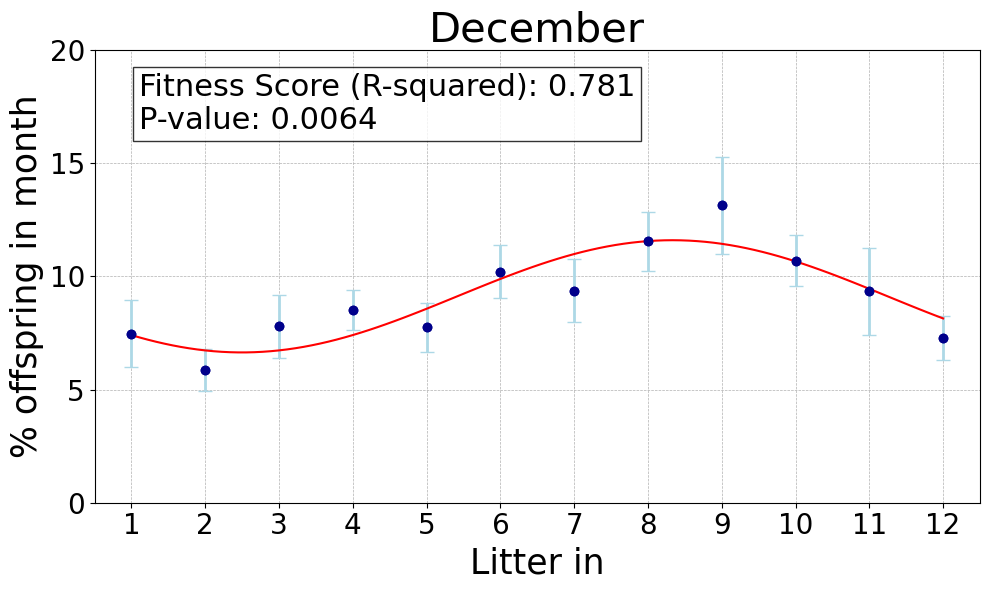 December
Fitness Score (R-squared): 0.781
P-value: 0.0064
% offspring in month
20
15
10
5
0
1 2 3 4 5 6 7 8 9 10 11 12
Litter in